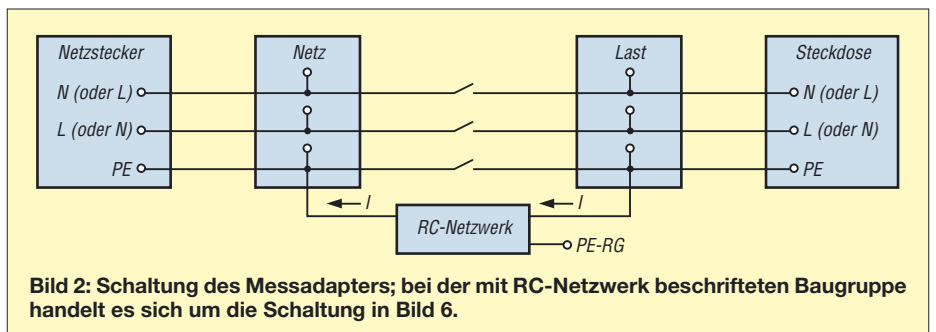 Netzstecker Netz Last Steckdose
N (oder L) N (oder L)
L (oder N) L (oder N)
PE PE
I I
RC-Netzwerk
PE-RG
Bild 2: Schaltung des Messadapters; bei der mit RC-Netzwerk beschrifteten Baugruppe
handelt es sich um die Schaltung in Bild 6.